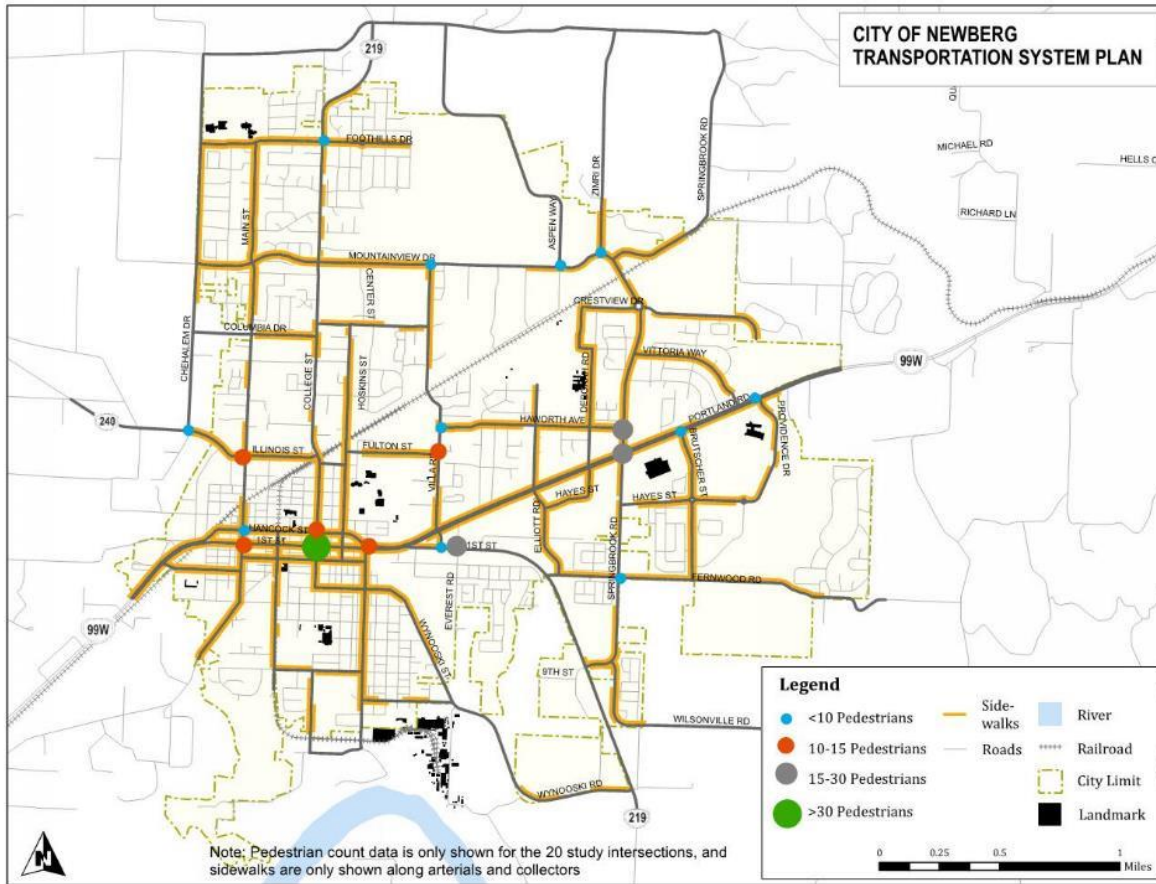 CITY OF NEWBERG
TRANSPORTATION SYSTEM PLAN
219
FOOTHILLS DR
MAIN ST
ZIMRI DR
SPRINGBROOK RD
MICHAEL RD
HELLS
RICHARD LN
ASPEN WAY
MOUNTAINVIEW DR
CENTER ST
CRESTVIEW DR
CHEHALEM DR
COLUMBIA DR
COLLEGE ST
HOSKINS ST
VITTORIA WAY
99W
240
HAWORTH AVE
PORTLAND RD
PROVIDENCE DR
ILLINOIS ST
FULTON ST
BRUTSCHER ST
HAYES ST
HAYES ST
HANCOCK ST
1ST ST
1ST ST
ELLIOTT RD
SPRINGBROOK RD
FERNWOOD RD
EVEREST RD
99W
WYNOOSKI ST
9TH ST
WILSONVILLE RD
WYNOOSKI RD
219
N
Note: Pedestrian count data is only shown for the 20 study intersections, and
sidewalks are only shown along arterials and collectors
Legend
<10 Pedestrians
10-15 Pedestrians
15-30 Pedestrians
>30 Pedestrians
Side-
walks
Roads
River
Railroad
City Limit
Landmark
0 0.25 0.5 1
Miles